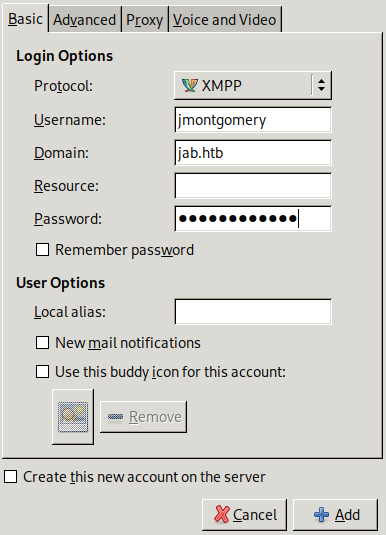 Basic Advanced Proxy Voice and Video
Login Options
Protocol: XMPP
Username: jmontgomery
Domain: jab.htb
Resource:
Password: ●●●●●●●●●●●●
Remember password
User Options
Local alias:
New mail notifications
Use this buddy icon for this account:
Remove
Create this new account on the server
Cancel Add